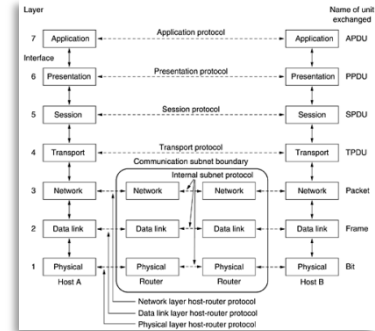 Layer
Name of unit
exchanged
7 Application Application protocol Application APDU
Interface
6 Presentation Presentation protocol Presentation PPDU
5 Session Session protocol Session SPDU
4 Transport Transport protocol Transport TPDU
Communication subnet boundary
Internal subnet protocol
3 Network Network Network Network Packet
2 Data link Data link Data link Data link Frame
1 Physical Physical Physical Physical Bit
Host A Router Router Host B
Network layer host-router protocol
Data link layer host-router protocol
Physical layer host-router protocol